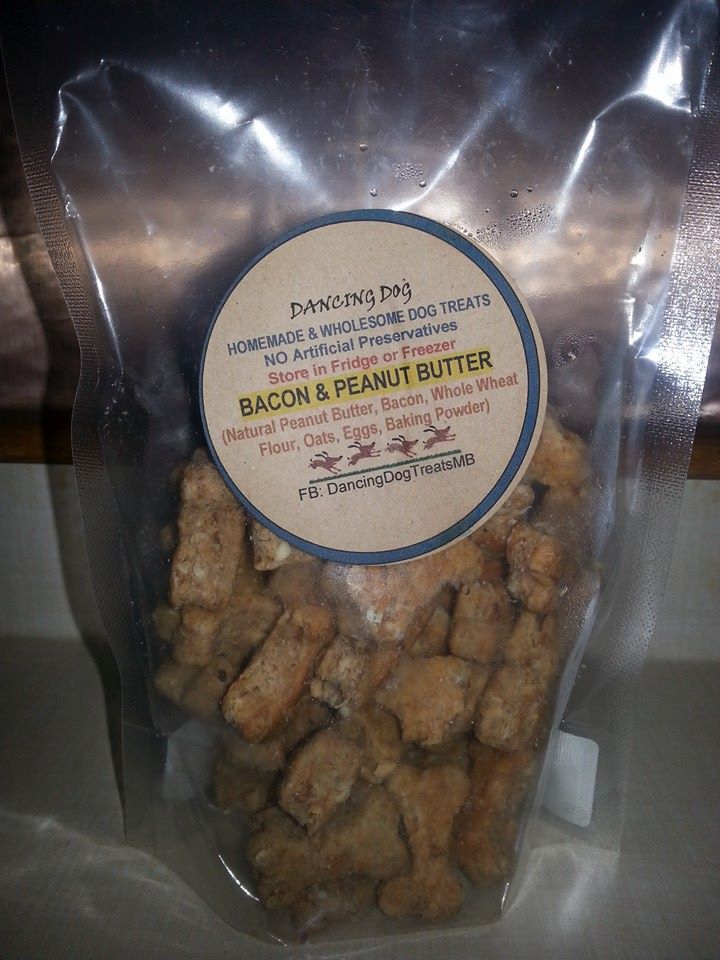 DANCING DOG
HOMEMADE & WHOLESOME DOG TREATS
NO Artificial Preservatives
Store in Fridge or Freezer
BACON & PEANUT BUTTER
(Natural Peanut Butter, Bacon, Whole Wheat
Flour, Oats, Eggs, Baking Powder)
FB: DancingDogTreatsMB